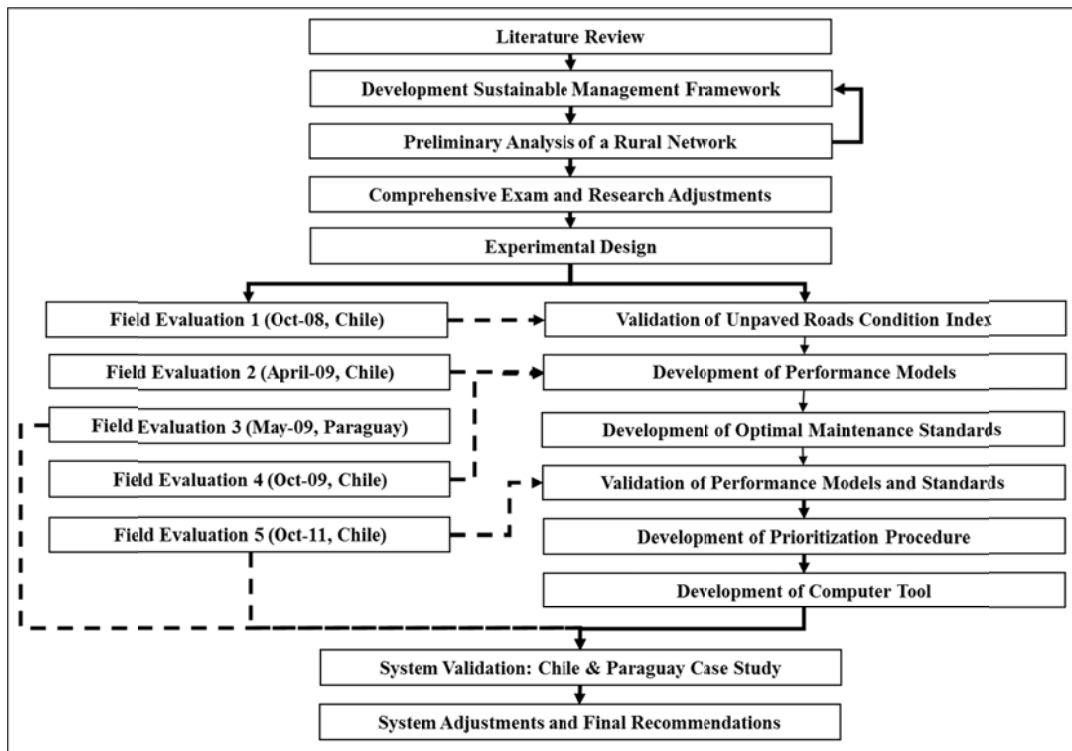 Literature Review
Development Sustainable Management Framework
Preliminary Analysis of a Rural Network
Comprehensive Exam and Research Adjustments
Experimental Design
Field Evaluation 1 (Oct-08, Chile)
Validation of Unpaved Roads Condition Index
Field Evaluation 2 (April-09, Chile)
Development of Performance Models
Field Evaluation 3 (May-09, Paraguay)
Development of Optimal Maintenance Standards
Field Evaluation 4 (Oct-09, Chile)
Validation of Performance Models and Standards
Field Evaluation 5 (Oct-11, Chile)
Development of Prioritization Procedure
Development of Computer Tool
System Validation: Chile & Paraguay Case Study
System Adjustments and Final Recommendations